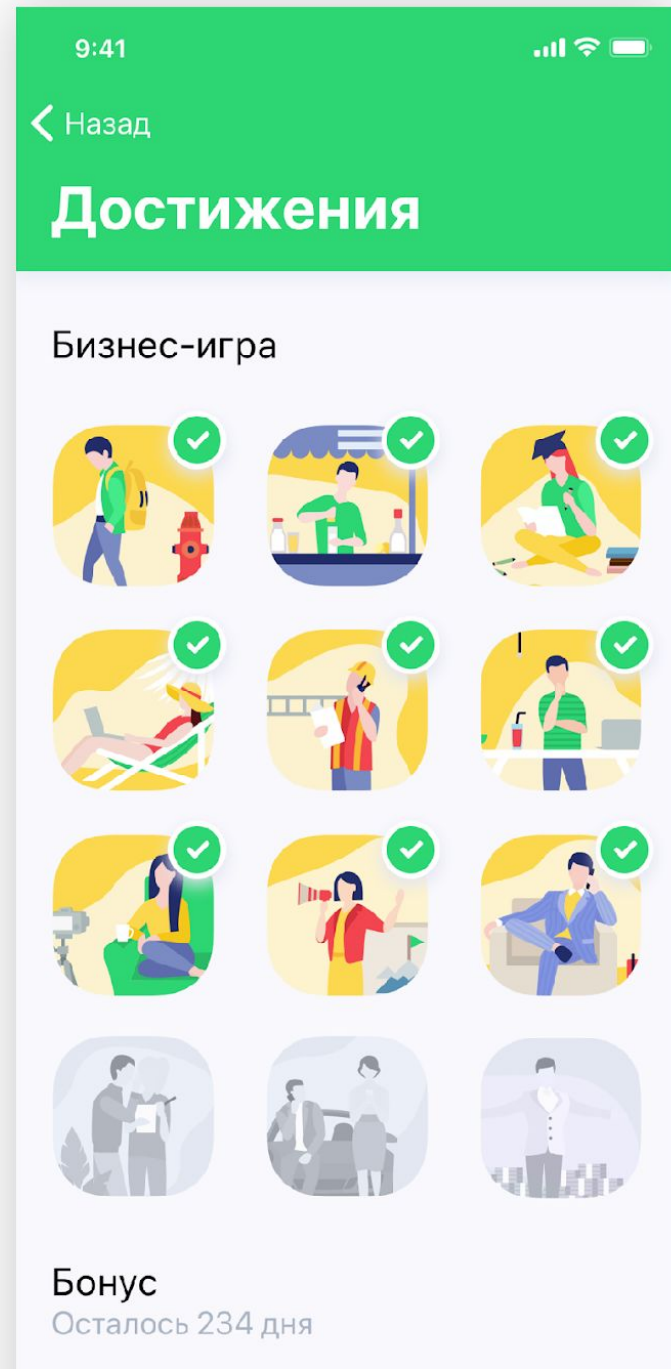 9:41
Назад
Достижения
Бизнес-игра
Бонус
Осталось 234 дня